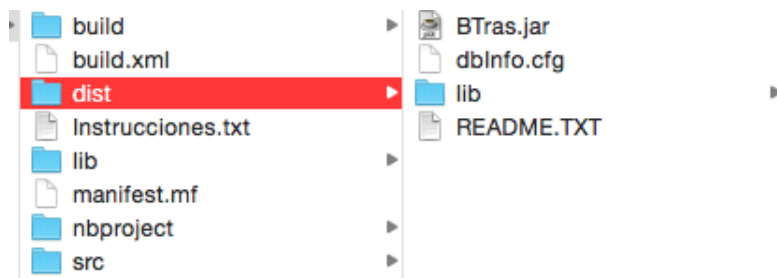 build
build.xml
dist
Instrucciones.txt
lib
manifest.mf
nbproject
src
BTras.jar
dbInfo.cfg
lib
README.TXT